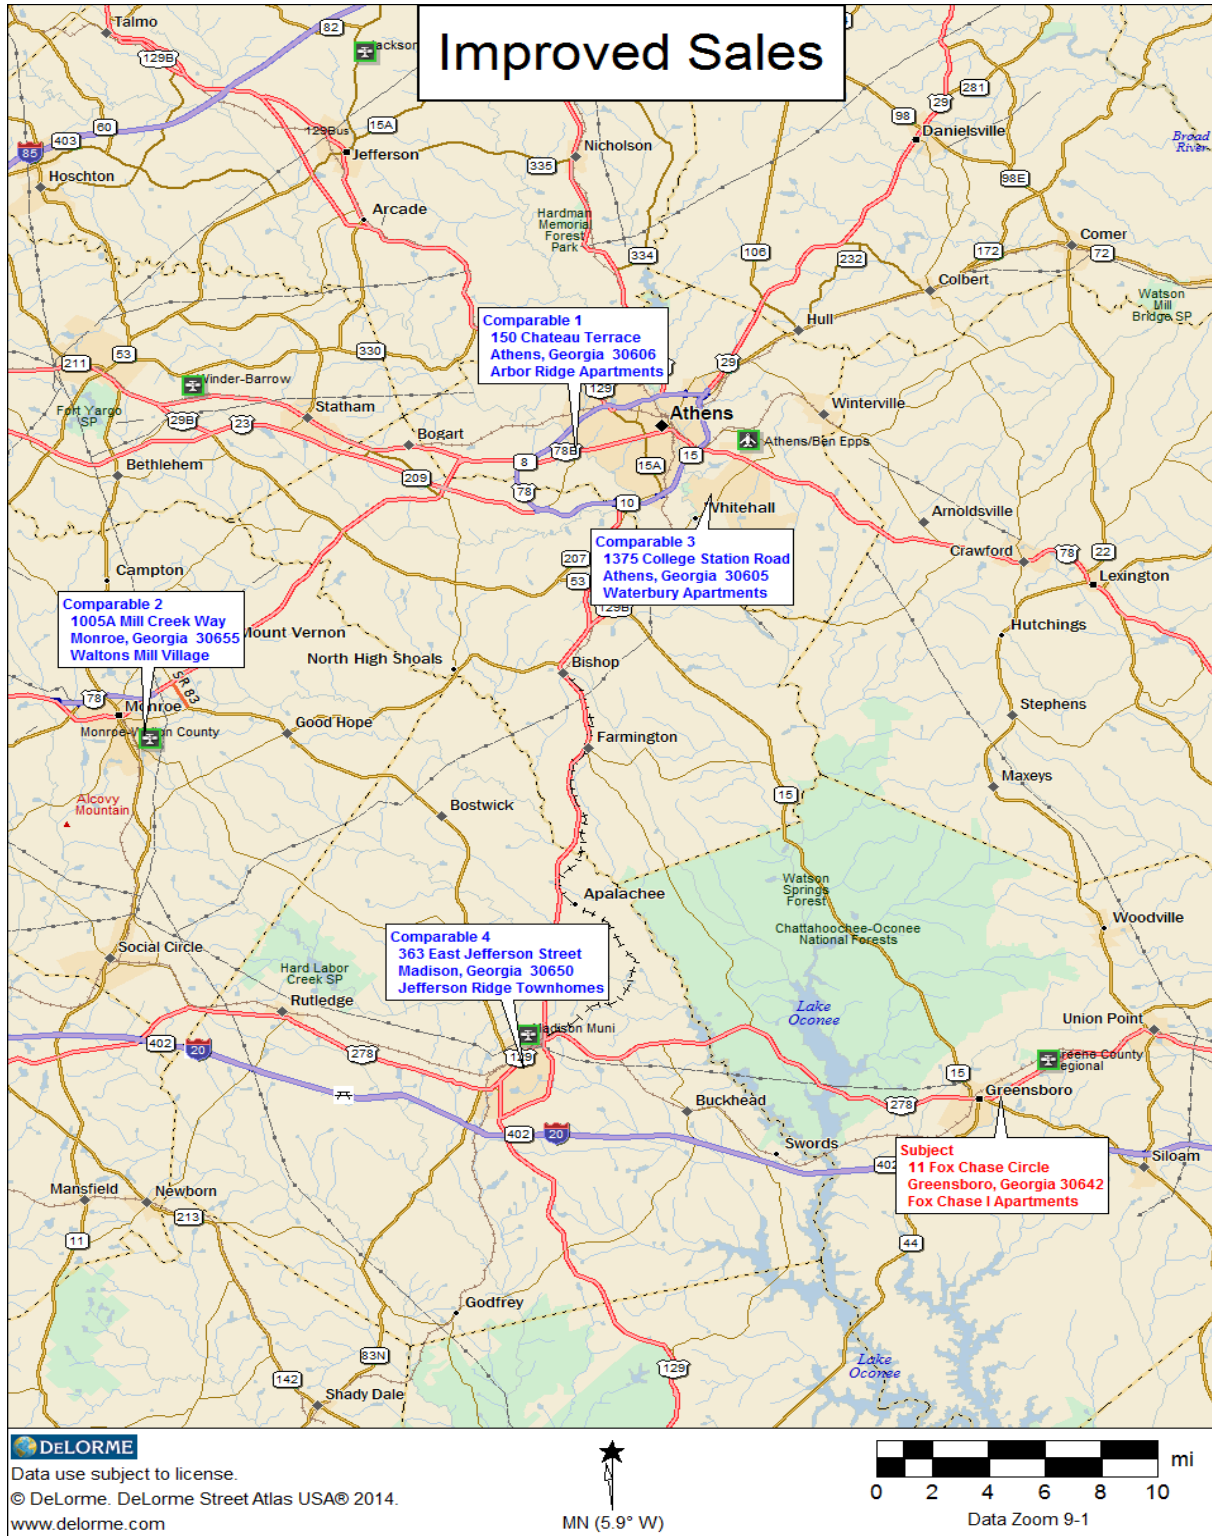 Improved Sales
Talmo
82
Jackson
129B
129Bus
15A
60
403
85
Hoschton
Jefferson
Arcade
335
Nicholson
Hardman
Memorial
Forest
Park
334
106
232
98
29
281
Danielsville
98E
Broad
River
172
Comer
72
Colbert
Watson
Mill
Bridge SP
Hull
29
Comparable 1
150 Chateau Terrace
Athens, Georgia 30606
Arbor Ridge Apartments
129
211
53
330
Winder-Barrow
Fort Yargo
SP
29B
23
Statham
Bogart
Bethlehem
209
8
78B
78
Athens
15A
15
10
Athens/Ben Epps
Winterville
Whitehall
Arnoldsville
Crawford
78
22
Lexington
Comparable 3
1375 College Station Road
Athens, Georgia 30605
Waterbury Apartments
207
53
129B
Campton
Comparable 2
1005A Mill Creek Way
Monroe, Georgia 30655
Waltons Mill Village
Mount Vernon
North High Shoals
Bishop
Hutchings
SR 83
78
Monroe
Monroe-Walton County
Good Hope
Farmington
Stephens
Maxeys
Alcovy
Mountain
Bostwick
15
Apalachee
Watson
Springs
Forest
Chattahoochee-Oconee
National Forests
Woodville
Social Circle
Hard Labor
Creek SP
Rutledge
Comparable 4
363 East Jefferson Street
Madison, Georgia 30650
Jefferson Ridge Townhomes
Lake
Oconee
Union Point
402
20
278
Madison Muni
129
Greene County
Regional
15
Greensboro
278
Buckhead
402
20
Swords
402
Siloam
Subject
11 Fox Chase Circle
Greensboro, Georgia 30642
Fox Chase I Apartments
Mansfield
Newborn
213
11
44
Godfrey
83N
142
Shady Dale
129
Lake
Oconee
DELORME
Data use subject to license.
© DeLorme. DeLorme Street Atlas USA® 2014.
www.delorme.com
MN (5.9° W)
mi
0 2 4 6 8 10
Data Zoom 9-1